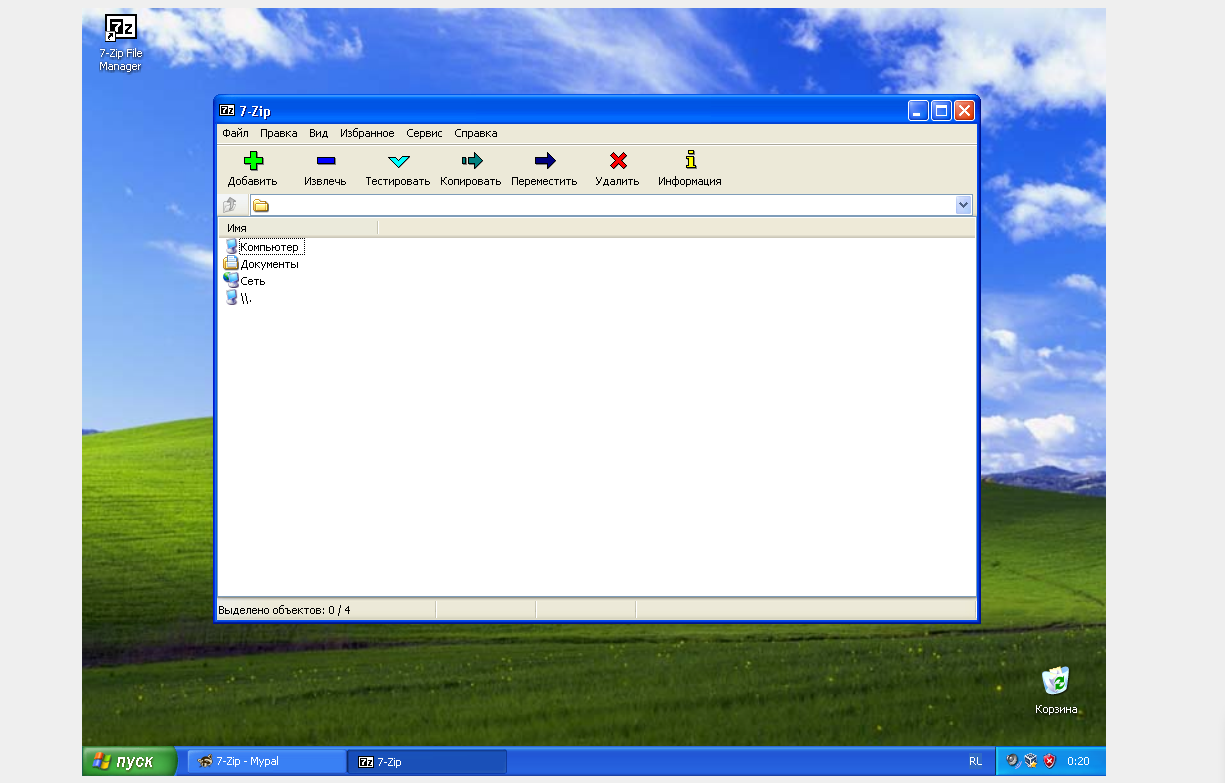 7-Zip File
Manager
7-Zip
Файл Правка Вид Избранное Сервис Справка
Добавить Извлечь Тестировать Копировать Переместить Удалить Информация
Имя
Компьютер
Документы
Сеть
\\.
Выделено объектов: 0 / 4
Корзина
пуск 7-Zip - Mypal 7-Zip RL 0:20